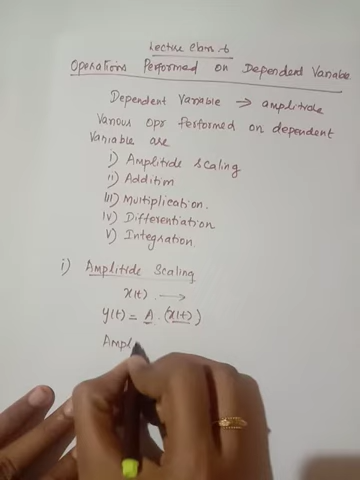 Lecture Class-6
Operations Performed on Dependent Variable
Dependent Variable → amplitude
Various opr Performed on dependent
Variable are
i) Amplitude scaling
ii) Addition
iii) Multiplication.
iv) Differentiation
v) Integration.
i) Amplitude Scaling
x(t) →
y(t) = A.(x(t))
Ampl